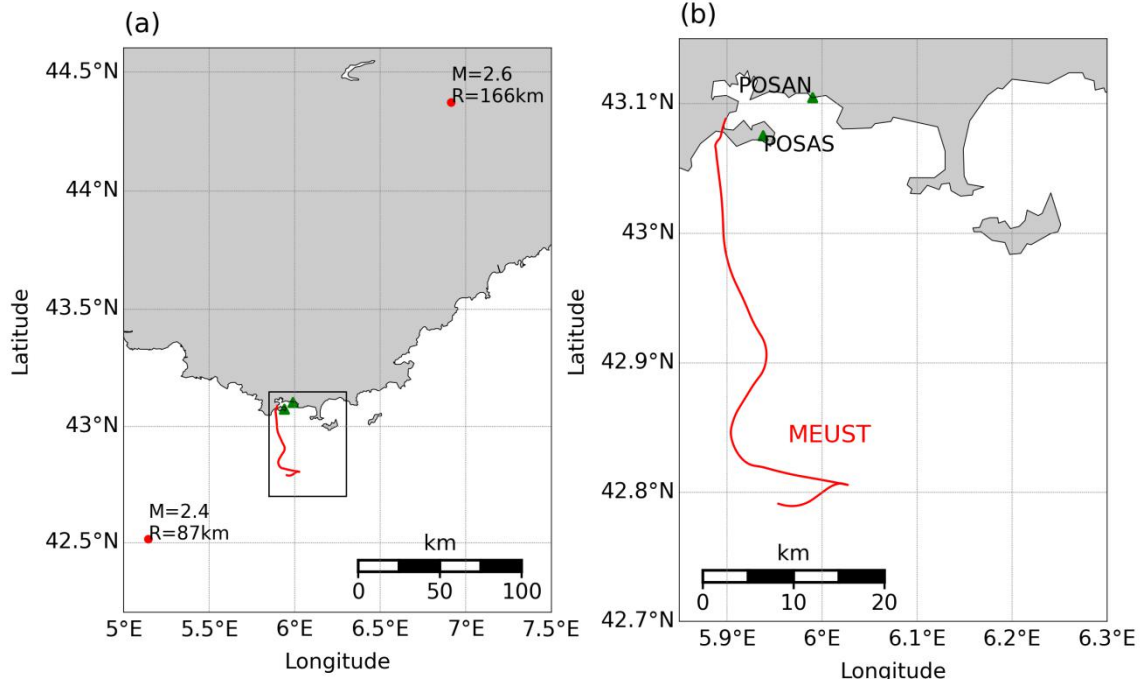 (a)
44.5°N
44°N
43.5°N
43°N
42.5°N
Latitude
M=2.6
R=166km
M=2.4
R=87km
km
0 50 100
5°E 5.5°E 6°E 6.5°E 7°E 7.5°E
Longitude
(b)
43.1°N
43°N
42.9°N
42.8°N
42.7°N
Latitude
POSAN
POSAS
MEUST
km
0 10 20
5.9°E 6°E 6.1°E 6.2°E 6.3°E
Longitude